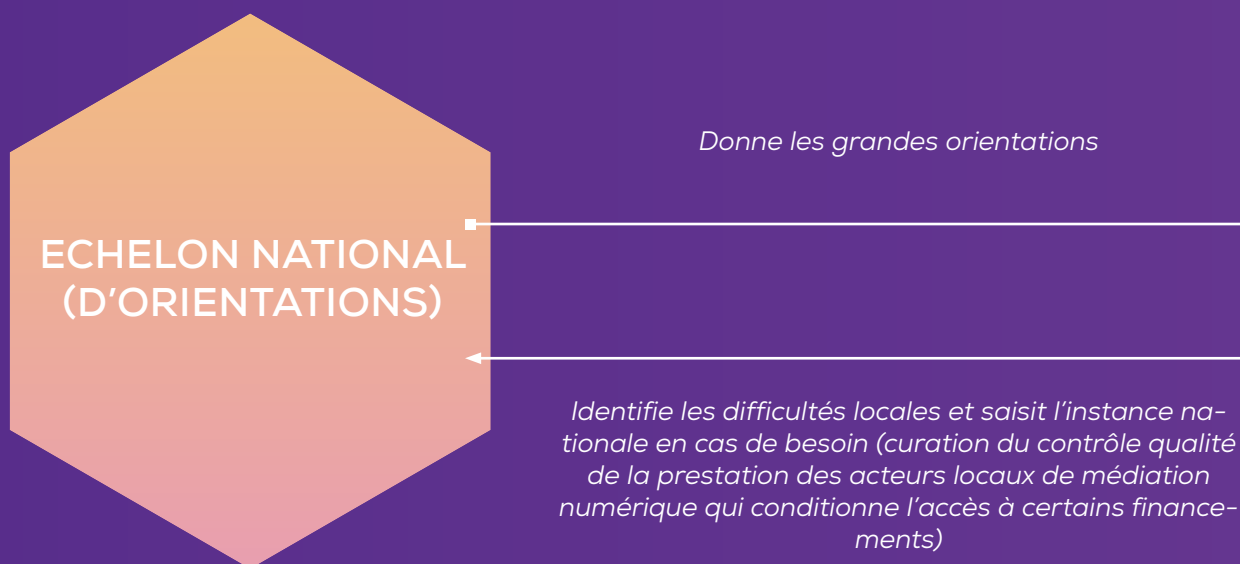 Donne les grandes orientations
ECHELON NATIONAL
(D'ORIENTATIONS)
Identifie les difficultés locales et saisit l'instance na-
tionale en cas de besoin (curation du contrôle qualité
de la prestation des acteurs locaux de médiation
numérique qui conditionne l'accès à certains finance-
ments)